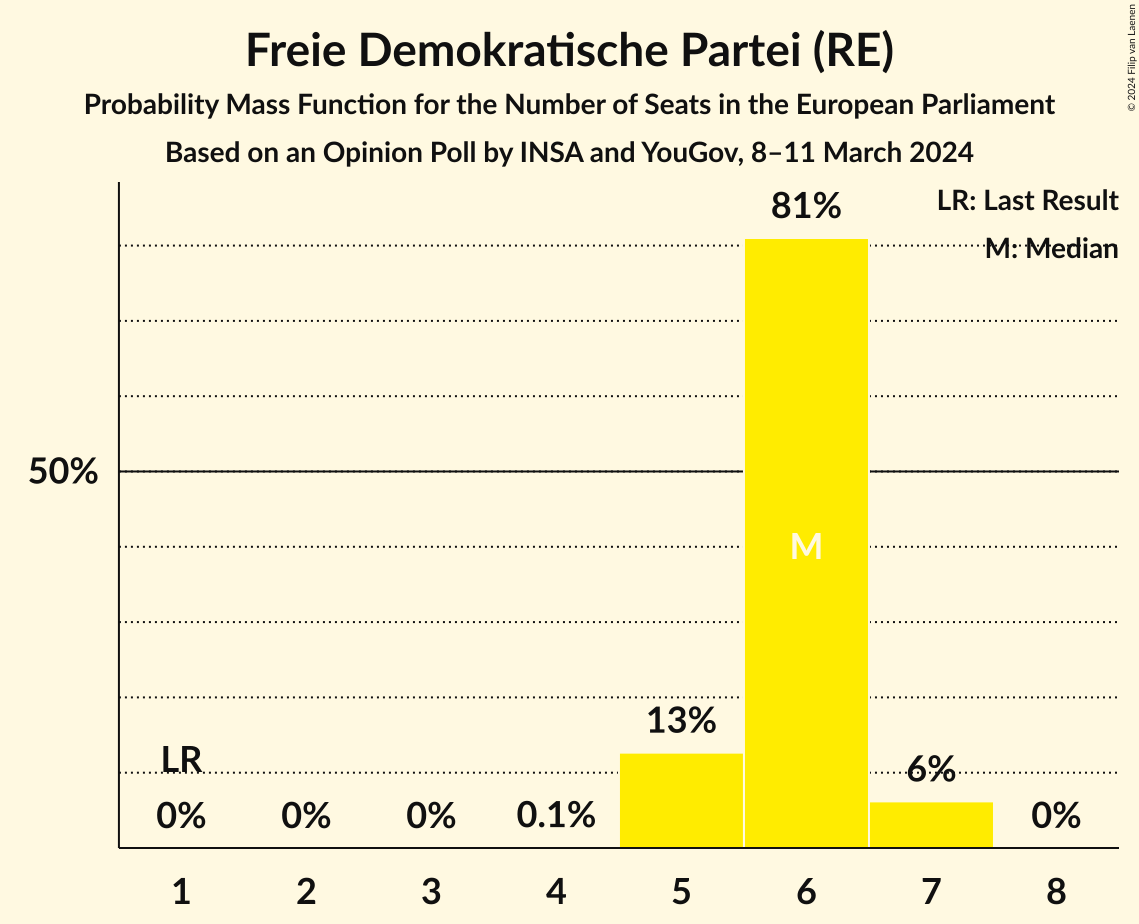 Freie Demokratische Partei (RE)
Probability Mass Function for the Number of Seats in the European Parliament
Based on an Opinion Poll by INSA and YouGov, 8–11 March 2024
© 2024 Filip van Laenen
LR: Last Result
M: Median
81%
50%
M
13%
LR
6%
0%
0%
0%
0.1%
0%
1
2
3
4
5
6
7
8